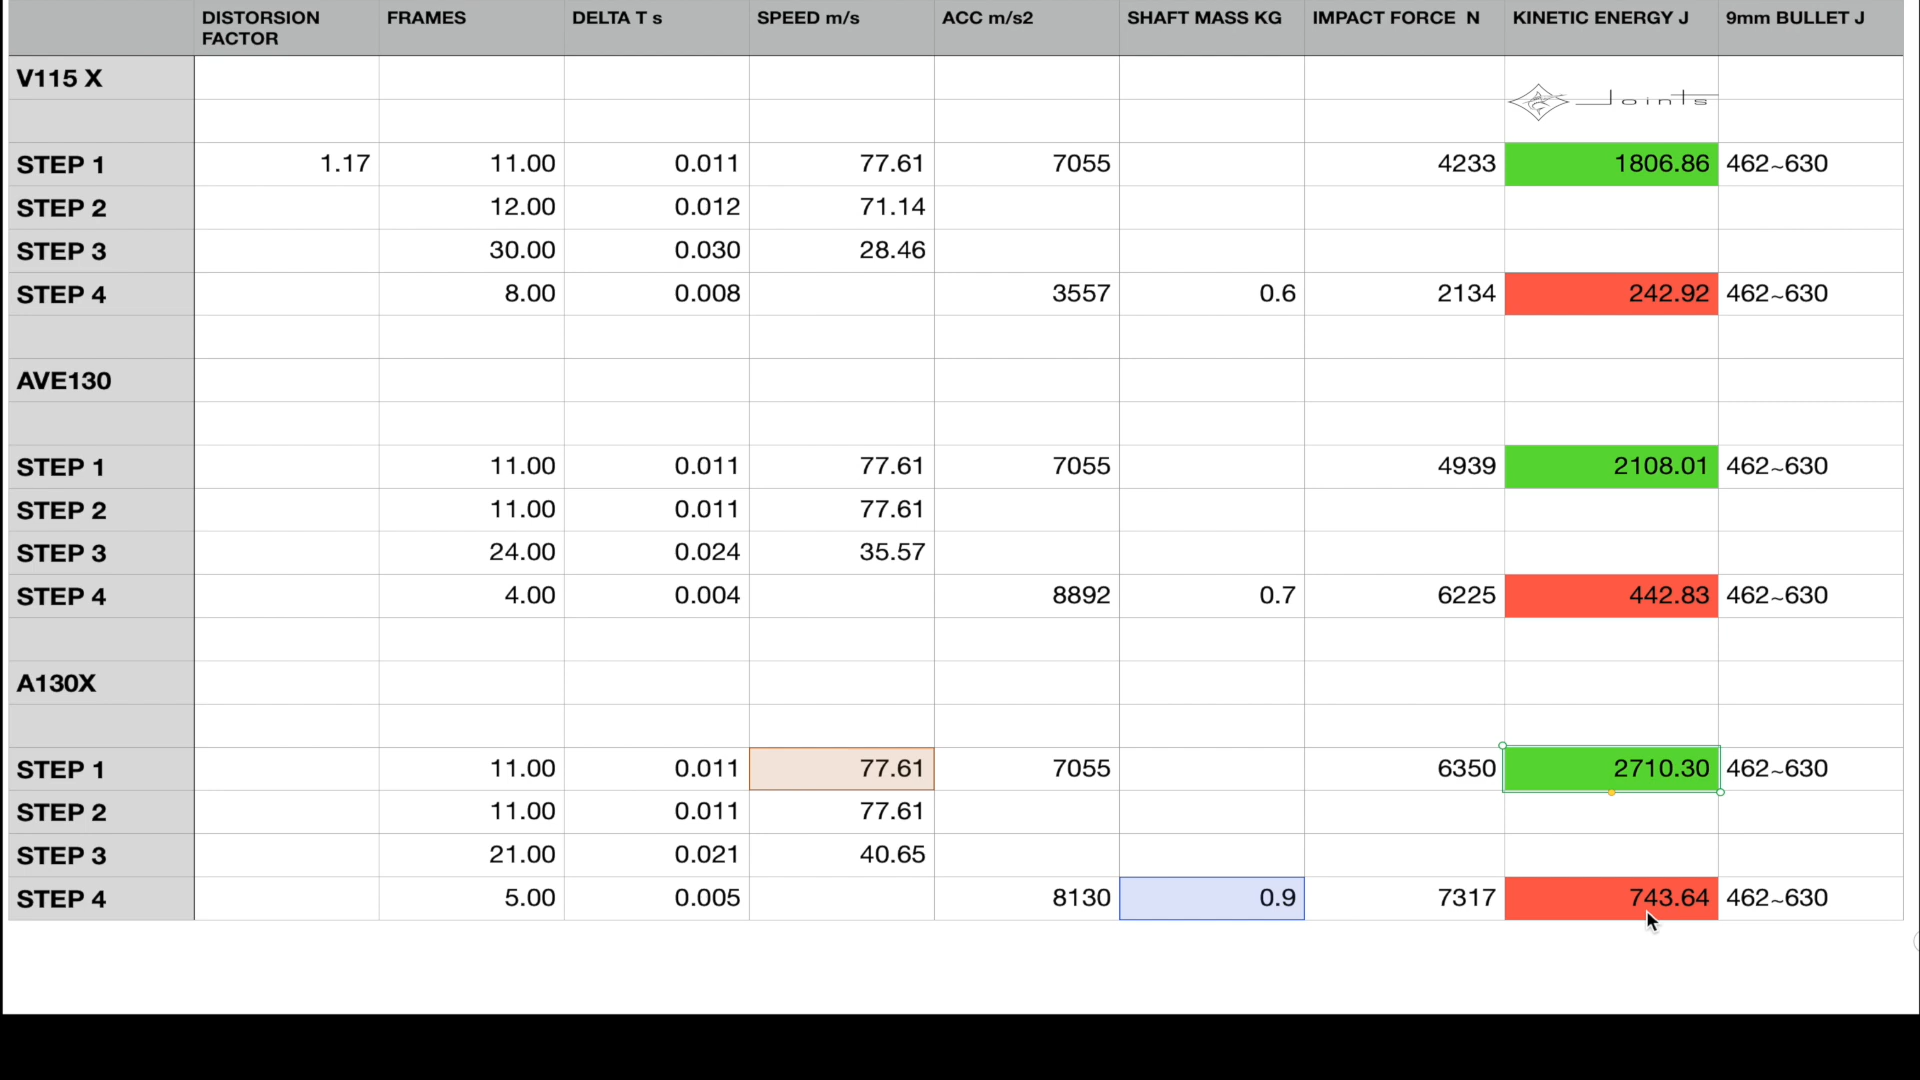 DISTORSION FACTOR FRAMES DELTA T s SPEED m/s ACC m/s2 SHAFT MASS KG IMPACT FORCE N KINETIC ENERGY J 9mm BULLET J
V115 X
Joints
STEP 1 1.17 11.00 0.011 77.61 7055 4233 1806.86 462~630
STEP 2 12.00 0.012 71.14
STEP 3 30.00 0.030 28.46
STEP 4 8.00 0.008 3557 0.6 2134 242.92 462~630
AVE130
STEP 1 11.00 0.011 77.61 7055 4939 2108.01 462~630
STEP 2 11.00 0.011 77.61
STEP 3 24.00 0.024 35.57
STEP 4 4.00 0.004 8892 0.7 6225 442.83 462~630
A130X
STEP 1 11.00 0.011 77.61 7055 6350 2710.30 462~630
STEP 2 11.00 0.011 77.61
STEP 3 21.00 0.021 40.65
STEP 4 5.00 0.005 8130 0.9 7317 743.64 462~630